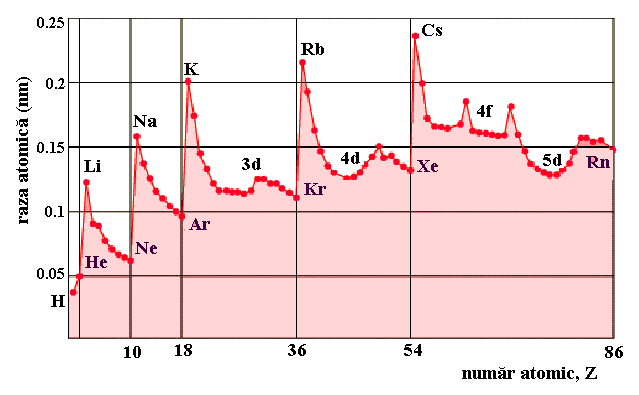 raza atomică (nm)
0.25
0.2
0.15
0.1
0.05
H
He
Li
Ne
Na
Ar
K
3d
Kr
Rb
4d
Xe
Cs
4f
5d
Rn
10 18 36 54 86
număr atomic, Z